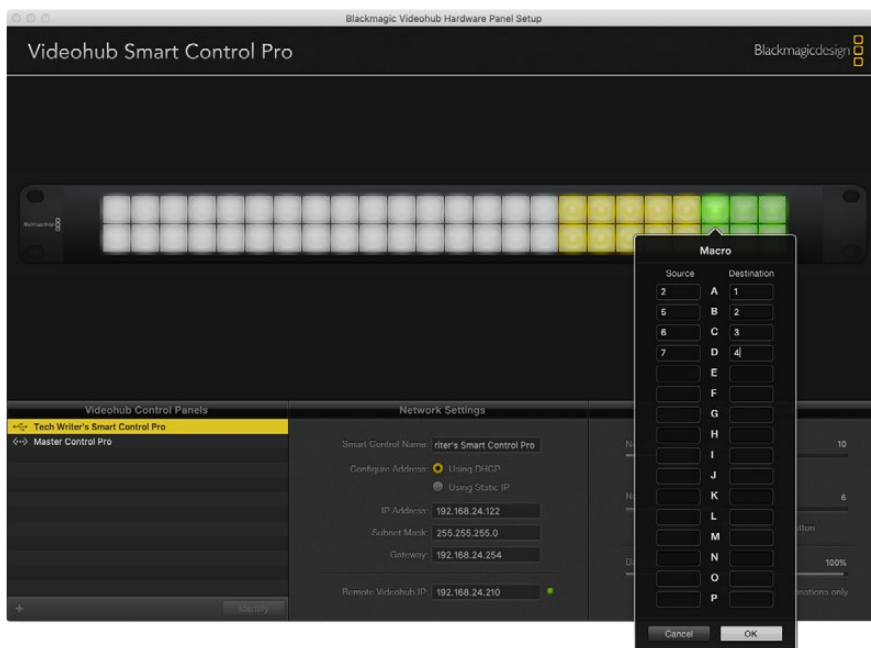 Blackmagic Videohub Hardware Panel Setup
Videohub Smart Control Pro
Blackmagicdesign
Macro
Source Destination
2 A 1
5 B 2
6 C 3
7 D 4
E
F
G
H
I
J
K
L
M
N
O
P
Cancel OK
Videohub Control Panels
Tech Writer's Smart Control Pro
Master Control Pro
+ Identify
Network Settings
Smart Control Name: riter's Smart Control Pro
Configure Address: Using DHCP
Using Static IP
IP Address: 192.168.24.122
Subnet Mask: 255.255.255.0
Gateway: 192.168.24.254
Remote Videohub IP: 192.168.24.210
10
6
100%